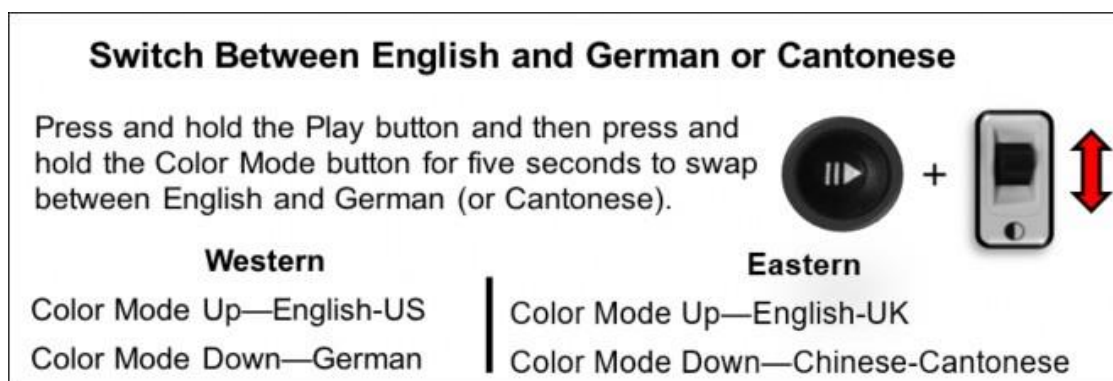 Switch Between English and German or Cantonese
Press and hold the Play button and then press and
hold the Color Mode button for five seconds to swap
between English and German (or Cantonese).
+
Western
Color Mode Up—English-US
Color Mode Down—German
Eastern
Color Mode Up—English-UK
Color Mode Down—Chinese-Cantonese